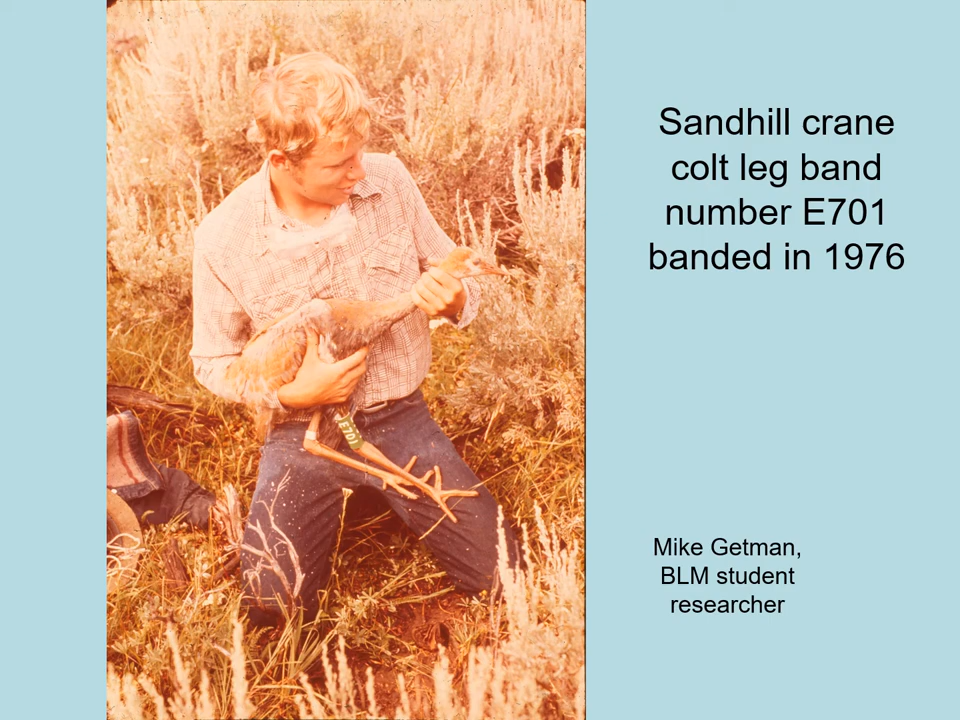 Sandhill crane
colt leg band
number E701
banded in 1976
E701
Mike Getman,
BLM student
researcher